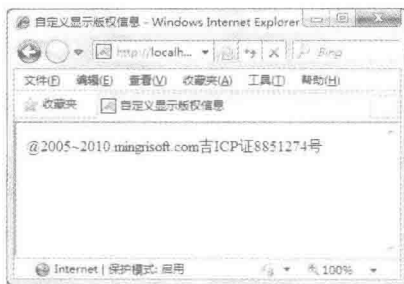 自定义显示版权信息 - Windows Internet Explorer
http://localh...
Bing
文件(F) 编辑(E) 查看(V) 收藏夹(A) 工具(T) 帮助(H)
收藏夹 自定义显示版权信息
@2005~2010.mingrisoft.com吉ICP证8851274号
Internet | 保护模式: 启用 100%